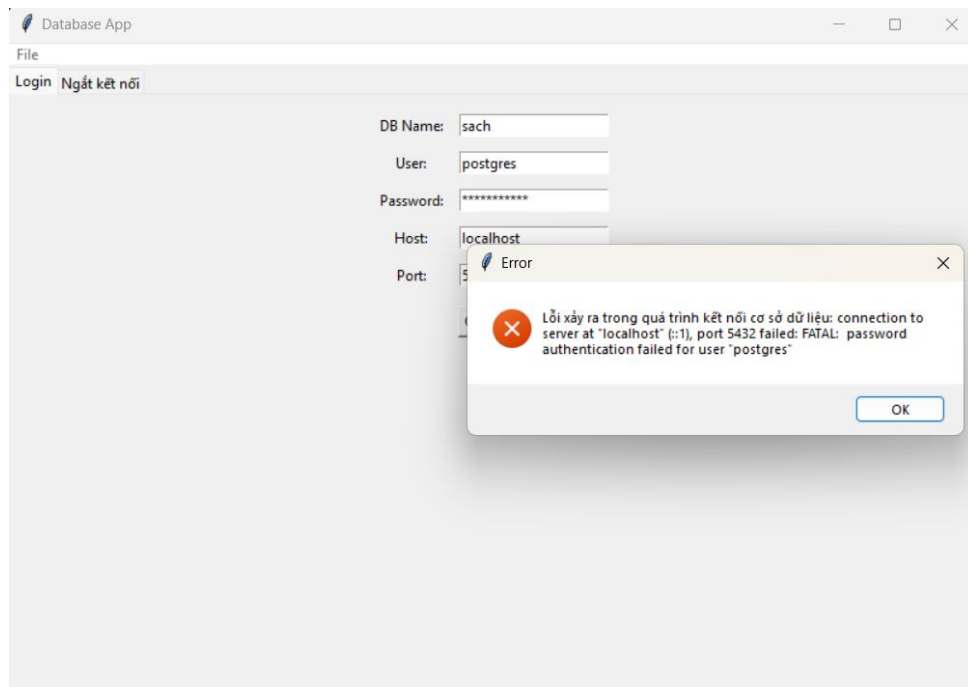 Database App
File
Login Ngắt kết nối
DB Name: sach
User: postgres
Password: ***********
Host: localhost
Port: 5
Error
Lỗi xảy ra trong quá trình kết nối cơ sở dữ liệu: connection to
server at "localhost" (::1), port 5432 failed: FATAL:  password
authentication failed for user "postgres"
OK